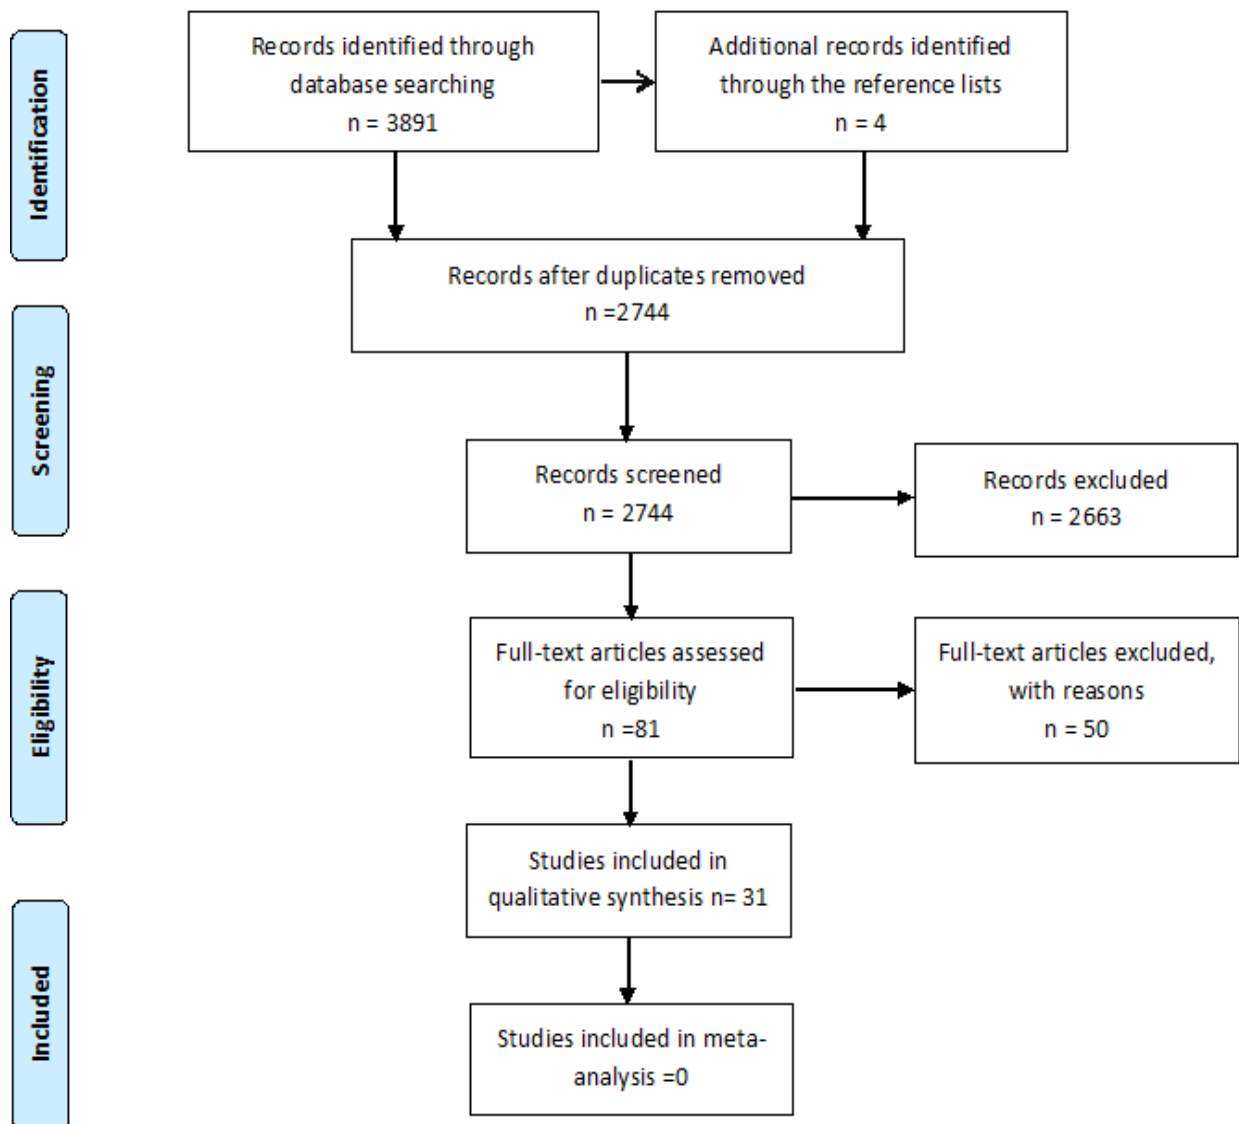 Identification
Records identified through
database searching
n = 3891
Additional records identified
through the reference lists
n = 4
Records after duplicates removed
n =2744
Screening
Records screened
n = 2744
Records excluded
n = 2663
Eligibility
Full-text articles assessed
for eligibility
n =81
Full-text articles excluded,
with reasons
n = 50
Studies included in
qualitative synthesis n= 31
Included
Studies included in meta-
analysis =0